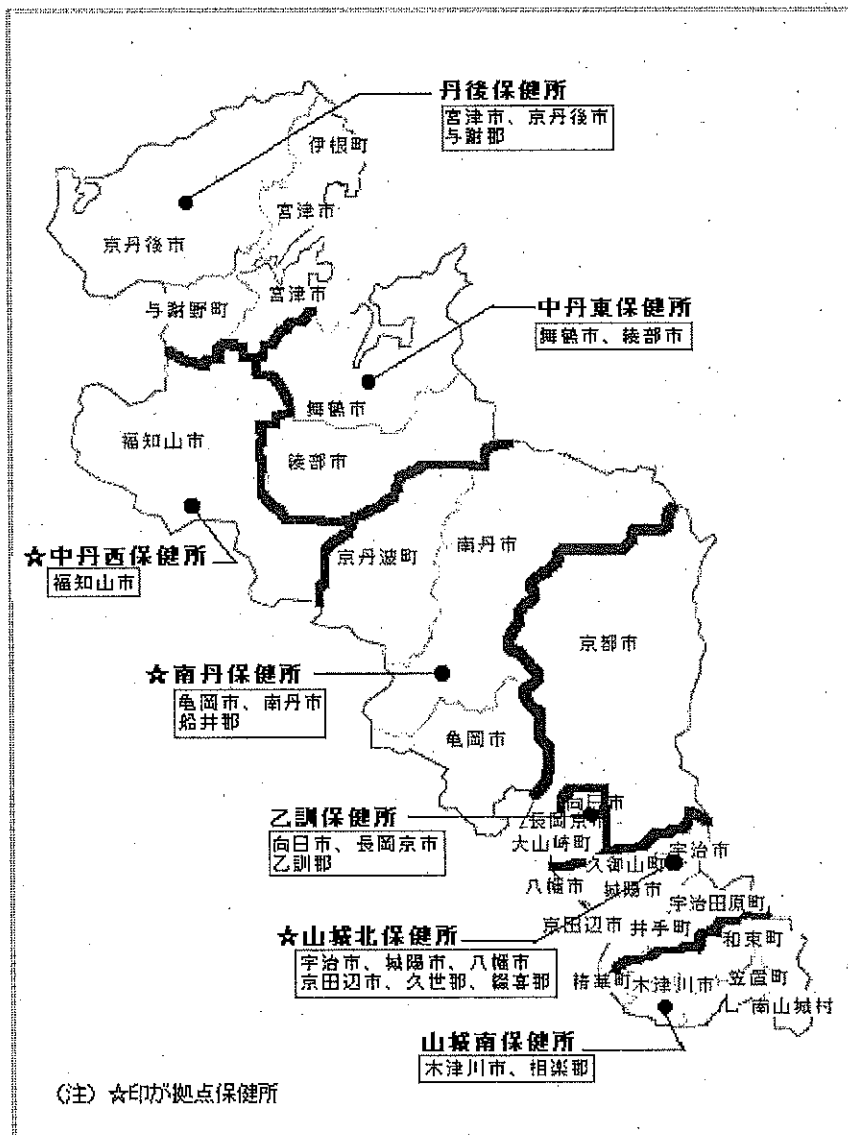 丹後保健所
宮津市、京丹後市
与謝郡
伊根町
宮津市
京丹後市
宮津市
与謝野町
中丹東保健所
舞鶴市、綾部市
舞鶴市
福知山市
綾部市
☆中丹西保健所
福知山市
京丹波町
南丹市
京都市
☆南丹保健所
亀岡市、南丹市
船井郡
亀岡市
乙訓保健所
向日市、長岡京市
乙訓郡
向日市
長岡京市
大山崎町
久御山町
宇治市
八幡市
城陽市
宇治田原町
京田辺市
井手町
和束町
☆山城北保健所
宇治市、城陽市、八幡市
京田辺市、久世郡、綴喜郡
精華町
木津川市
笠置町
南山城村
山城南保健所
木津川市、相楽郡
(注) ☆印が拠点保健所